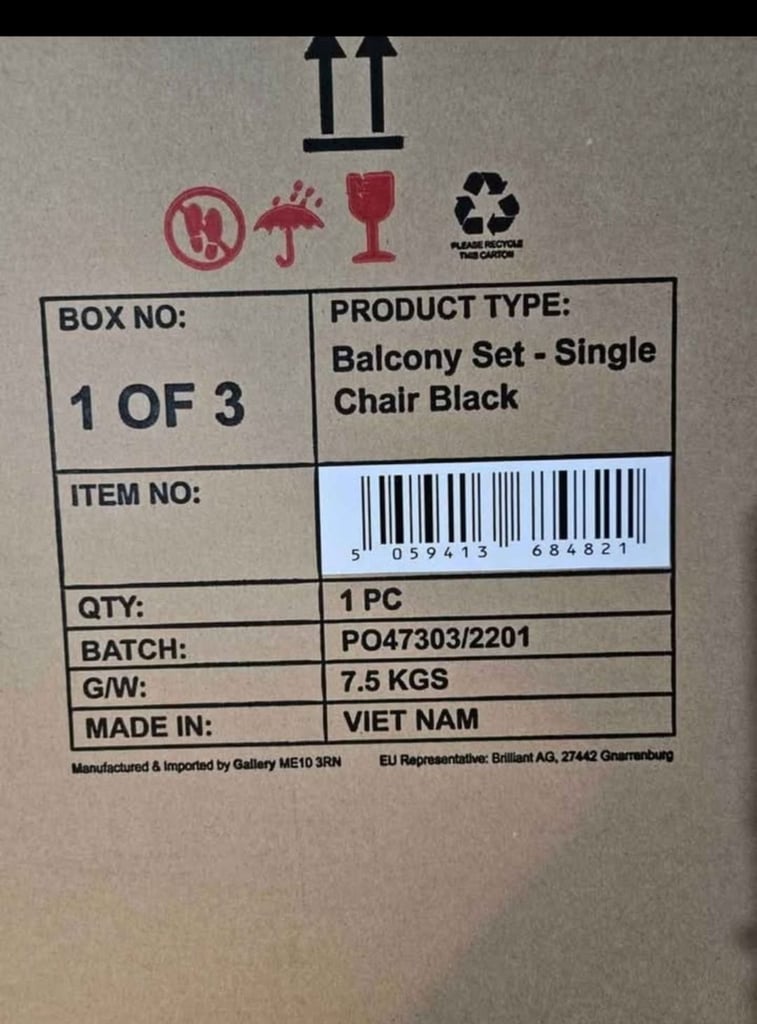 PLEASE RECYCLE
THIS CARTON
BOX NO:
1 OF 3
PRODUCT TYPE:
Balcony Set - Single
Chair Black
ITEM NO:
5 059413 684821
QTY: 1 PC
BATCH: PO47303/2201
G/W: 7.5 KGS
MADE IN: VIET NAM
Manufactured & Imported by Gallery ME10 3RN EU Representative: Brilliant AG, 27442 Gnarrenburg